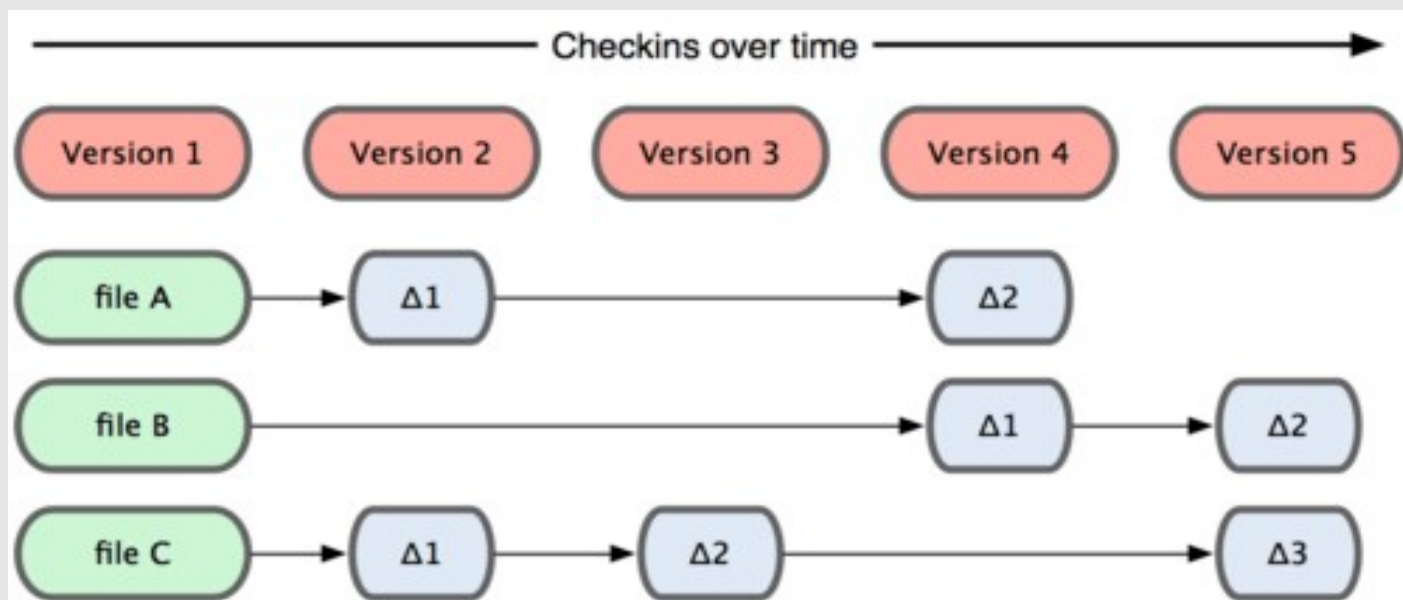 Checkins over time
Version 1 Version 2 Version 3 Version 4 Version 5
file A Δ1 Δ2
file B Δ1 Δ2
file C Δ1 Δ2 Δ3